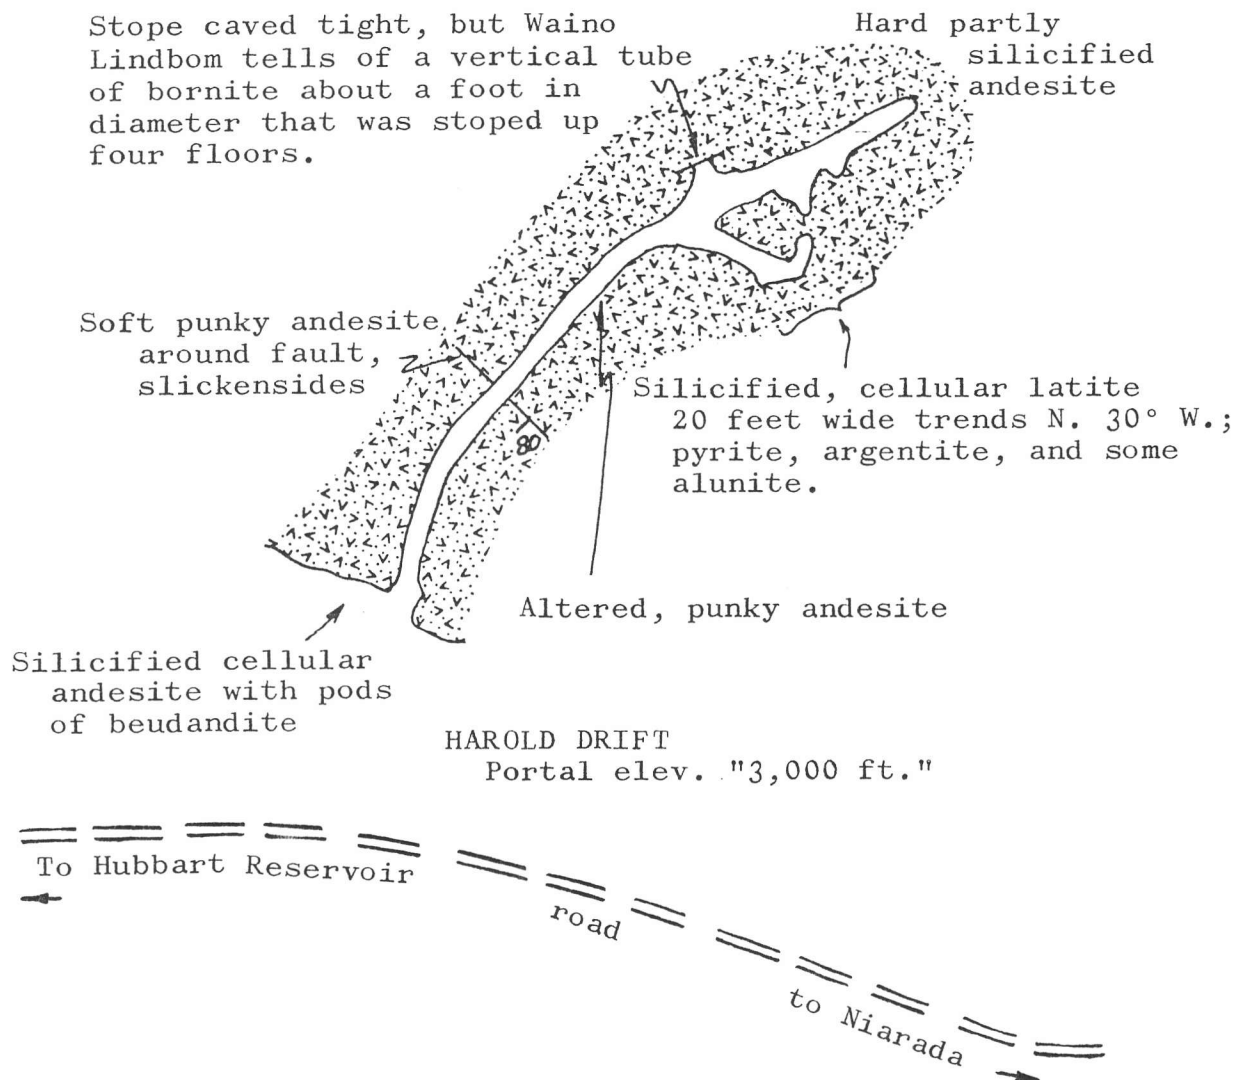 Stope caved tight, but Waino
Lindbom tells of a vertical tube
of bornite about a foot in
diameter that was stoped up
four floors.
Hard partly
silicified
andesite
Soft punky andesite
around fault,
slickensides
80
Silicified, cellular latite
20 feet wide trends N. 30° W.;
pyrite, argentite, and some
alunite.
Altered, punky andesite
Silicified cellular
andesite with pods
of beudandite
HAROLD DRIFT
Portal elev. "3,000 ft."
To Hubbart Reservoir
road
to Niarada